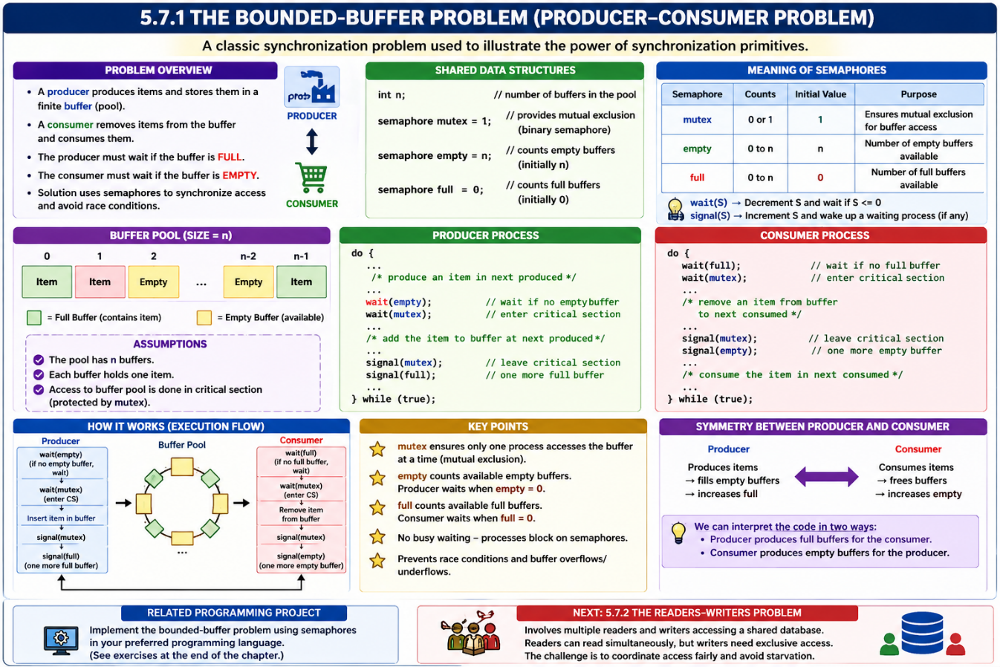 5.7.1 THE BOUNDED-BUFFER PROBLEM (PRODUCER–CONSUMER PROBLEM)
A classic synchronization problem used to illustrate the power of synchronization primitives.
PROBLEM OVERVIEW
• A producer produces items and stores them in a
finite buffer (pool).
• A consumer removes items from the buffer
and consumes them.
• The producer must wait if the buffer is FULL.
• The consumer must wait if the buffer is EMPTY.
• Solution uses semaphores to synchronize access
and avoid race conditions.
PRODUCER
CONSUMER
SHARED DATA STRUCTURES
int n; // number of buffers in the pool
semaphore mutex = 1; // provides mutual exclusion
(binary semaphore)
semaphore empty = n; // counts empty buffers
(initially n)
semaphore full = 0; // counts full buffers
(initially 0)
MEANING OF SEMAPHORES
Semaphore Counts Initial Value Purpose
mutex 0 or 1 1 Ensures mutual exclusion
for buffer access
empty 0 to n n Number of empty buffers
available
full 0 to n 0 Number of full buffers
available
wait(S) → Decrement S and wait if S <= 0
signal(S) → Increment S and wake up a waiting process (if any)
BUFFER POOL (SIZE = n)
0 1 2 n-2 n-1
Item Item Empty ... Empty Item
= Full Buffer (contains item) = Empty Buffer (available)
ASSUMPTIONS
The pool has n buffers.
Each buffer holds one item.
Access to buffer pool is done in critical section
(protected by mutex).
PRODUCER PROCESS
do {
...
/* produce an item in next produced */
...
wait(empty); // wait if no empty buffer
wait(mutex); // enter critical section
...
/* add the item to buffer at next produced */
...
signal(mutex); // leave critical section
signal(full); // one more full buffer
...
} while (true);
CONSUMER PROCESS
do {
wait(full); // wait if no full buffer
wait(mutex); // enter critical section
...
/* remove an item from buffer
to next consumed */
...
signal(mutex); // leave critical section
signal(empty); // one more empty buffer
...
/* consume the item in next consumed */
...
} while (true);
HOW IT WORKS (EXECUTION FLOW)
Producer
wait(empty)
(if no empty buffer,
wait)
wait(mutex)
(enter CS)
Insert item in buffer
signal(mutex)
signal(full)
(one more full buffer)
Buffer Pool
...
Consumer
wait(full)
(if no full buffer,
wait)
wait(mutex)
(enter CS)
Remove item
from buffer
signal(mutex)
signal(empty)
(one more empty buffer)
KEY POINTS
mutex ensures only one process accesses the buffer
at a time (mutual exclusion).
empty counts available empty buffers.
Producer waits when empty = 0.
full counts available full buffers.
Consumer waits when full = 0.
No busy waiting – processes block on semaphores.
Prevents race conditions and buffer overflows/
underflows.
SYMMETRY BETWEEN PRODUCER AND CONSUMER
Producer
Produces items
→ fills empty buffers
→ increases full
Consumer
Consumes items
→ frees buffers
→ increases empty
We can interpret the code in two ways:
• Producer produces full buffers for the consumer.
• Consumer produces empty buffers for the producer.
RELATED PROGRAMMING PROJECT
Implement the bounded-buffer problem using semaphores
in your preferred programming language.
(See exercises at the end of the chapter.)
NEXT: 5.7.2 THE READERS–WRITERS PROBLEM
Involves multiple readers and writers accessing a shared database.
Readers can read simultaneously, but writers need exclusive access.
The challenge is to coordinate access fairly and avoid starvation.